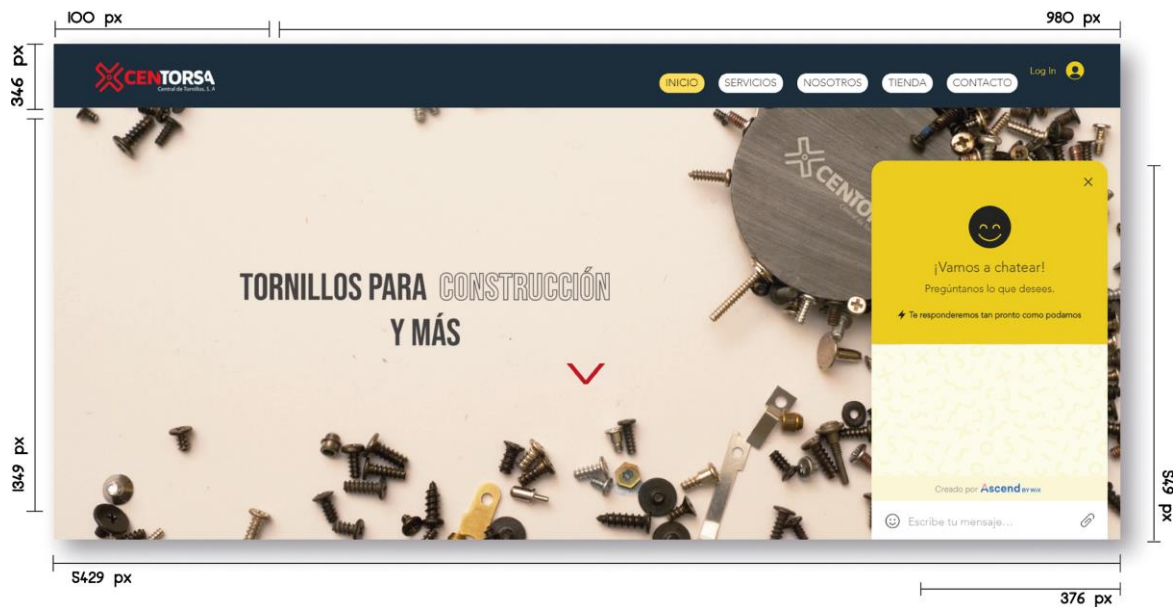 100 px
980 px
346 px
CENTORSA
Central de Tornillos, S. A
INICIO
SERVICIOS
NOSOTROS
TIENDA
CONTACTO
Log In
CENTO
TORNILLOS PARA CONSTRUCCIÓN
Y MÁS
¡Vamos a chatear!
Pregúntanos lo que desees.
Te responderemos tan pronto como podamos
Creado por Ascend BY WIX
Escribe tu mensaje...
1349 px
549 px
5429 px
376 px